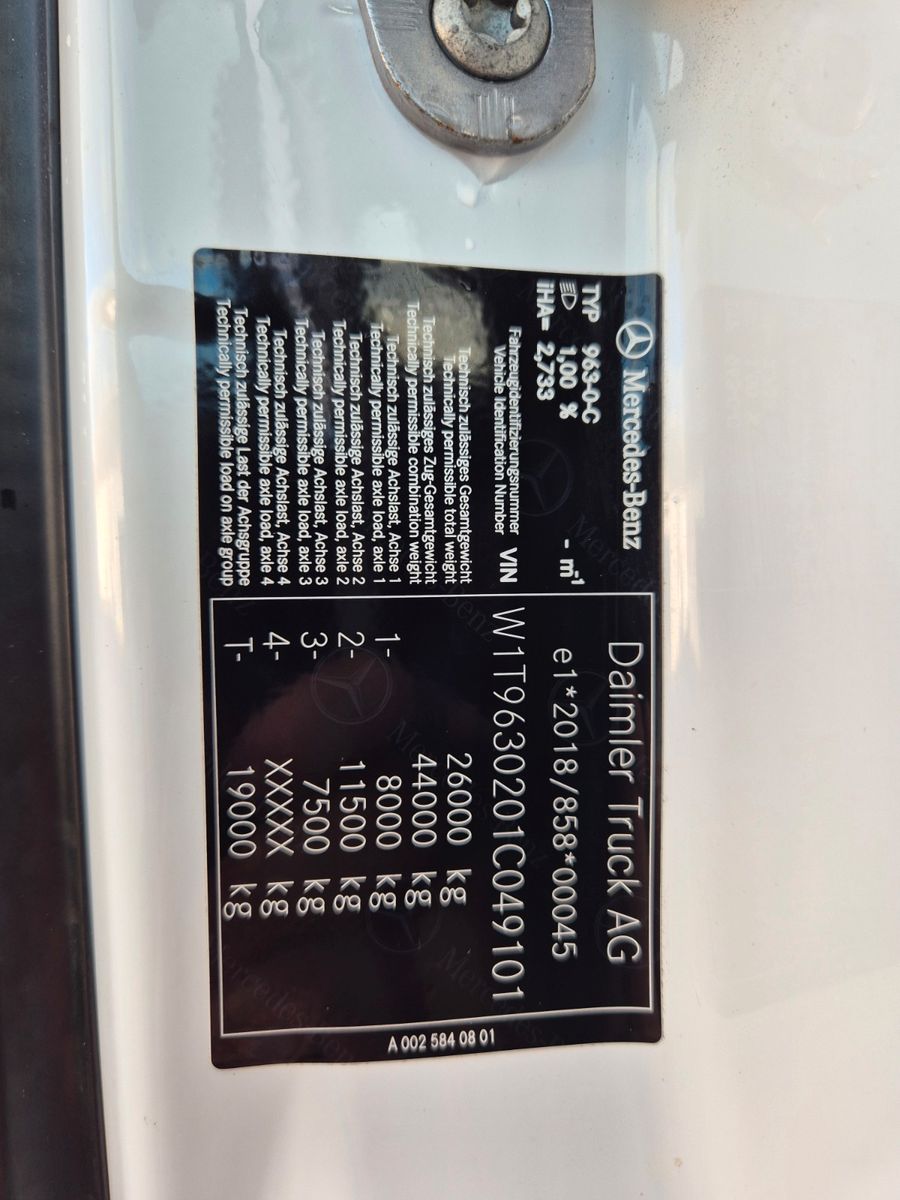 Mercedes-Benz
TYP 963-0-C
1,00 %
- m⁻¹
iHA= 2,733
Daimler Truck AG
e1*2018/858*00045
Fahrzeugidentifizierungsnummer
Vehicle Identification Number
VIN W1T9630201C049101
Technisch zulässiges Gesamtgewicht
Technically permissible total weight
26000 kg
Technisch zulässiges Zug-Gesamtgewicht
Technically permissible combination weight
44000 kg
Technisch zulässige Achslast, Achse 1
Technically permissible axle load, axle 1
1- 8000 kg
Technisch zulässige Achslast, Achse 2
Technically permissible axle load, axle 2
2- 11500 kg
Technisch zulässige Achslast, Achse 3
Technically permissible axle load, axle 3
3- 7500 kg
Technisch zulässige Achslast, Achse 4
Technically permissible axle load, axle 4
4- XXXXX kg
Technisch zulässige Last der Achsgruppe
Technically permissible load on axle group
T- 19000 kg
A 002 584 08 01